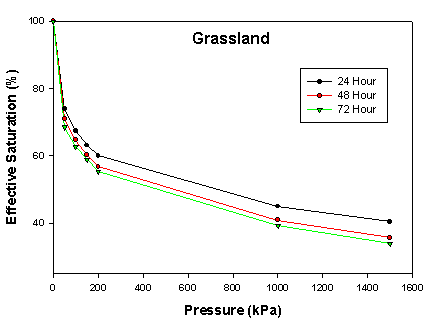 Grassland
24 Hour
48 Hour
72 Hour
Effective Saturation (%)
100
80
60
40
0 200 400 600 800 1000 1200 1400 1600
Pressure (kPa)